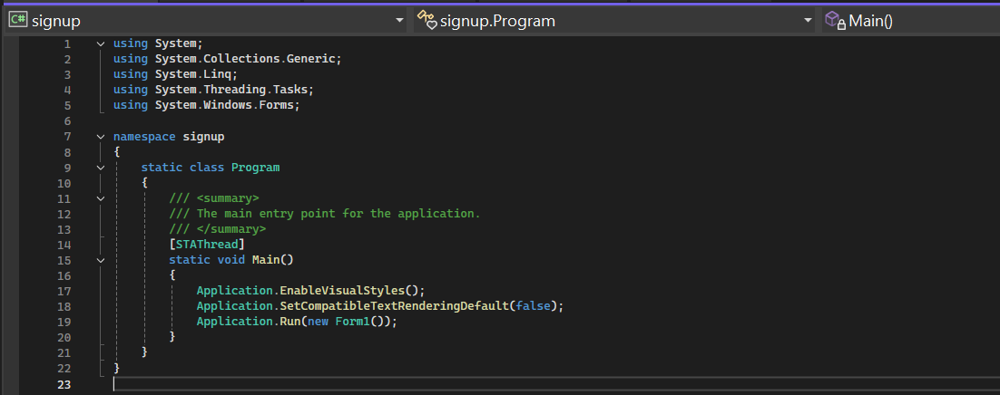 signup signup.Program Main()
1 using System;
2 using System.Collections.Generic;
3 using System.Linq;
4 using System.Threading.Tasks;
5 using System.Windows.Forms;
6
7 namespace signup
8 {
9 static class Program
10 {
11 /// <summary>
12 /// The main entry point for the application.
13 /// </summary>
14 [STAThread]
15 static void Main()
16 {
17 Application.EnableVisualStyles();
18 Application.SetCompatibleTextRenderingDefault(false);
19 Application.Run(new Form1());
20 }
21 }
22 }
23